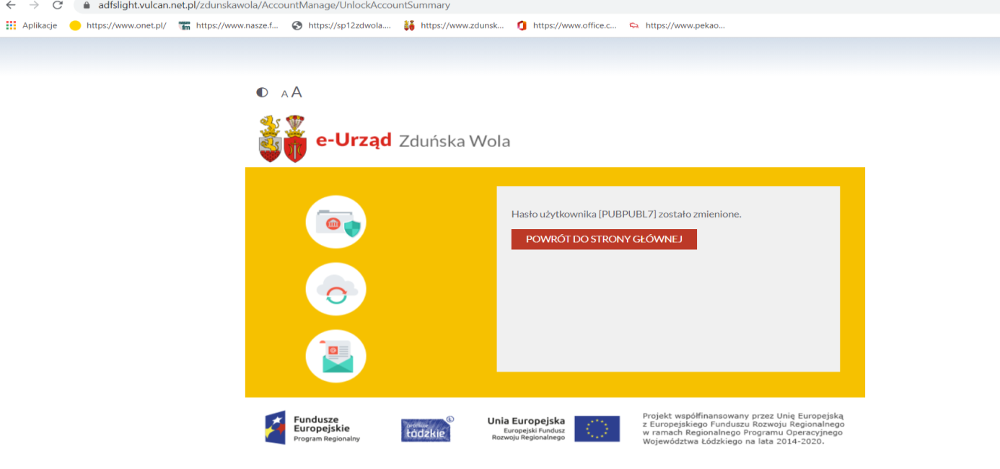 adfslight.vulcan.net.pl/zdunskawola/AccountManage/UnlockAccountSummary
Aplikacje https://www.onet.pl/ https://www.nasze.f... https://sp12zdwola.... https://www.zdunsk... https://www.office.c... https://www.pekao...
A A
e-Urząd Zduńska Wola
Hasło użytkownika [PUBPUBL7] zostało zmienione.
POWRÓT DO STRONY GŁÓWNEJ
Fundusze
Europejskie
Program Regionalny
promuje
Łódzkie
Unia Europejska
Europejski Fundusz
Rozwoju Regionalnego
Projekt współfinansowany przez Unię Europejską
z Europejskiego Funduszu Rozwoju Regionalnego
w ramach Regionalnego Programu Operacyjnego
Województwa Łódzkiego na lata 2014-2020.